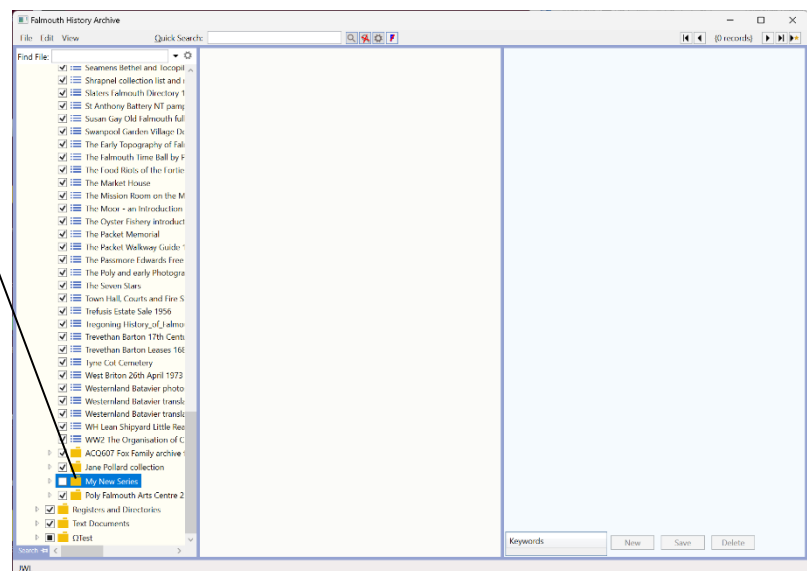 Falmouth History Archive
File Edit View Quick Search: (0 records)
Find File:
Seamens Bethel and Tocopil
Shrapnel collection list and
Slaters Falmouth Directory 1
St Anthony Battery NT pamp
Susan Gay Old Falmouth full
Swanpool Garden Village De
The Early Topography of Fal
The Falmouth Time Ball by F
The Food Riots of the Fortie
The Market House
The Mission Room on the M
The Moor - an Introduction
The Oyster Fishery introduct
The Packet Memorial
The Packet Walkway Guide 1
The Passmore Edwards Free
The Poly and early Photogra
The Seven Stars
Town Hall, Courts and Fire S
Trefusis Estate Sale 1956
Tregoning History_of_Falmo
Trevethan Barton 17th Cent
Trevethan Barton Leases 168
Tyne Cot Cemetery
West Briton 26th April 1973
Westernland Batavier photo
Westernland Batavier transla
Westernland Batavier transla
WH Lean Shipyard Little Rea
WW2 The Organisation of C
ACQ607 Fox Family archive
Jane Pollard collection
My New Series
Poly Falmouth Arts Centre 2
Registers and Directories
Text Documents
ΩTest
Search
Keywords New Save Delete
JWL